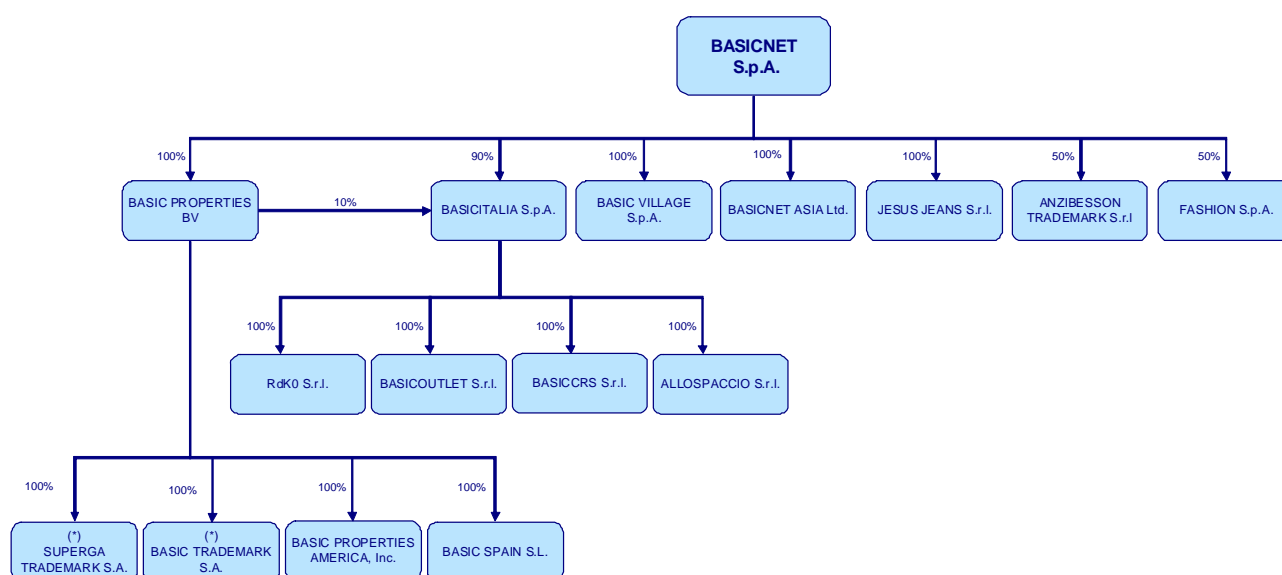 BASICNET
S.p.A.
100%
90%
100%
100%
100%
50%
50%
BASIC PROPERTIES
BV
10%
BASICITALIA S.p.A.
BASIC VILLAGE
S.p.A.
BASICNET ASIA Ltd.
JESUS JEANS S.r.l.
ANZIBESSON
TRADEMARK S.r.l
FASHION S.p.A.
100%
100%
100%
100%
RdK0 S.r.l.
BASICOUTLET S.r.l.
BASICCRS S.r.l.
ALLOSPACCIO S.r.l.
100%
100%
100%
100%
(*)
SUPERGA
TRADEMARK S.A.
(*)
BASIC TRADEMARK
S.A.
BASIC PROPERTIES
AMERICA, Inc.
BASIC SPAIN S.L.